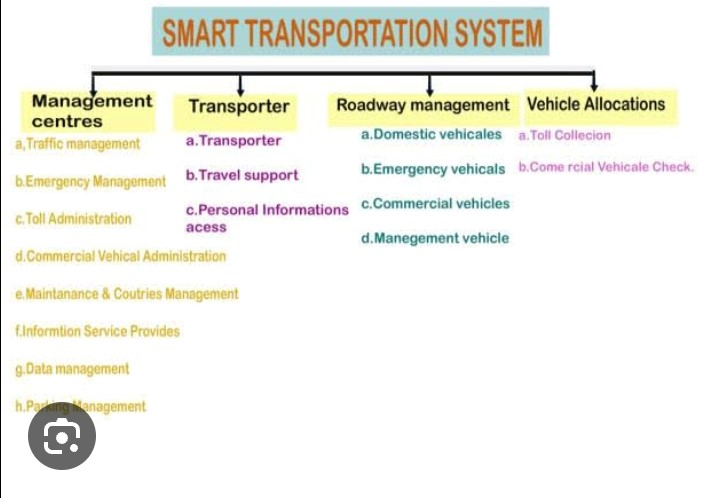 SMART TRANSPORTATION SYSTEM
Management
centres
a,Traffic management
b.Emergency Management
c.Toll Administration
d.Commercial Vehical Administration
e.Maintanance & Coutries Management
f.Informtion Service Provides
g.Data management
h.Parking Management
Transporter
a.Transporter
b.Travel support
c.Personal Informations
acess
Roadway management
a.Domestic vehicales
b.Emergency vehicals
c.Commercial vehicles
d.Manegement vehicle
Vehicle Allocations
a.Toll Collecion
b.Come rcial Vehicale Check.